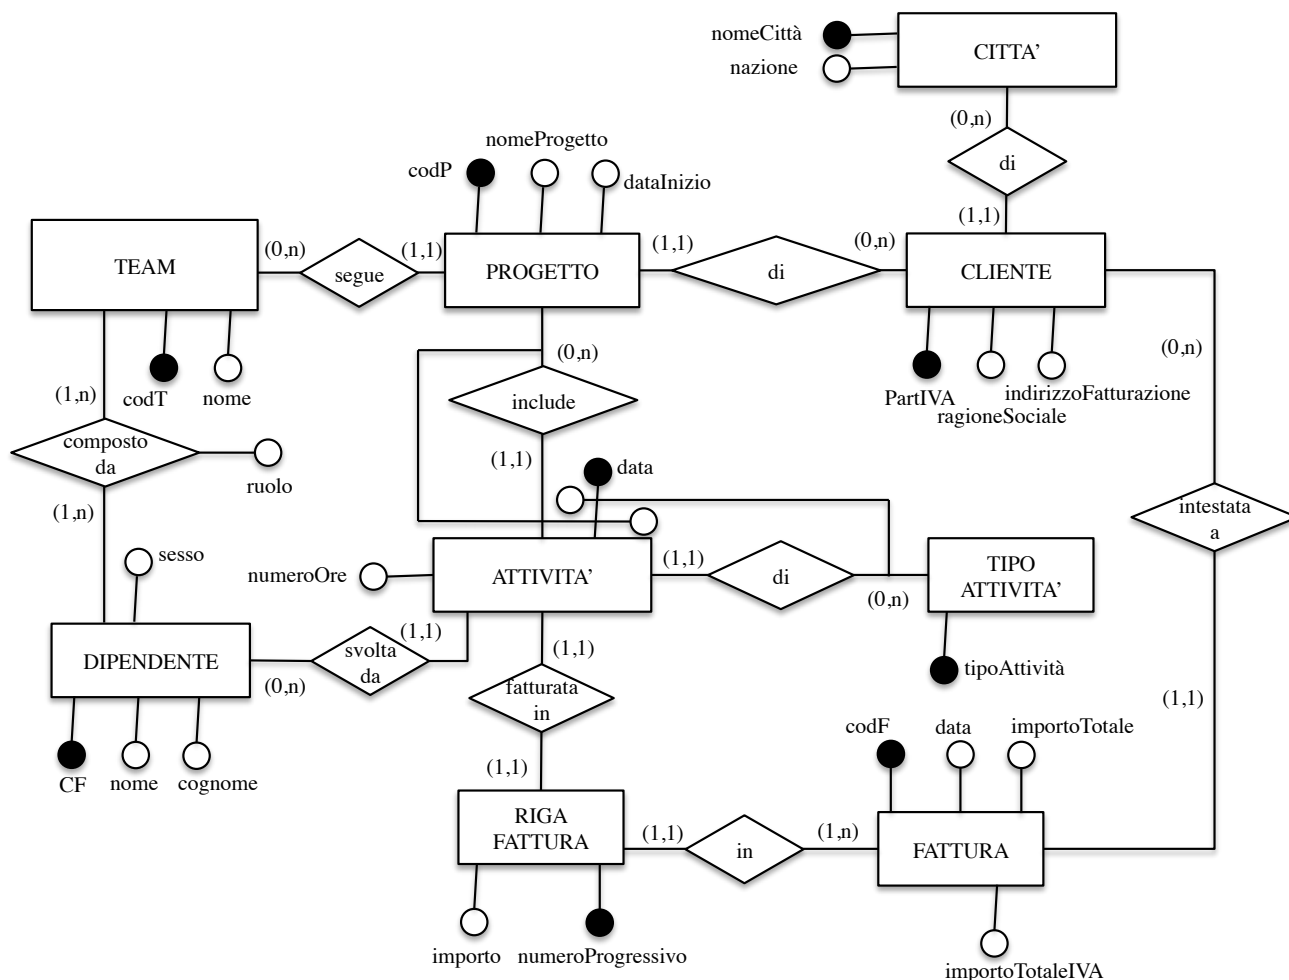 nomeCittà
CITTA'
nazione
(0,n)
di
(1,1)
nomeProgetto
codP
dataInizio
TEAM
(0,n)
segue
(1,1)
PROGETTO
(1,1)
di
(0,n)
CLIENTE
codT
nome
(1,n)
composto
da
ruolo
(1,n)
(0,n)
include
(1,1)
PartIVA
ragioneSociale
indirizzoFatturazione
(0,n)
data
intestata
a
sesso
numeroOre
ATTIVITA'
(1,1)
di
(0,n)
TIPO
ATTIVITA'
tipoAttività
DIPENDENTE
(0,n)
svolta
da
(1,1)
(1,1)
fatturata
in
(1,1)
CF
nome
cognome
(1,1)
codF
data
importoTotale
RIGA
FATTURA
(1,1)
in
(1,n)
FATTURA
importo
numeroProgressivo
importoTotaleIVA